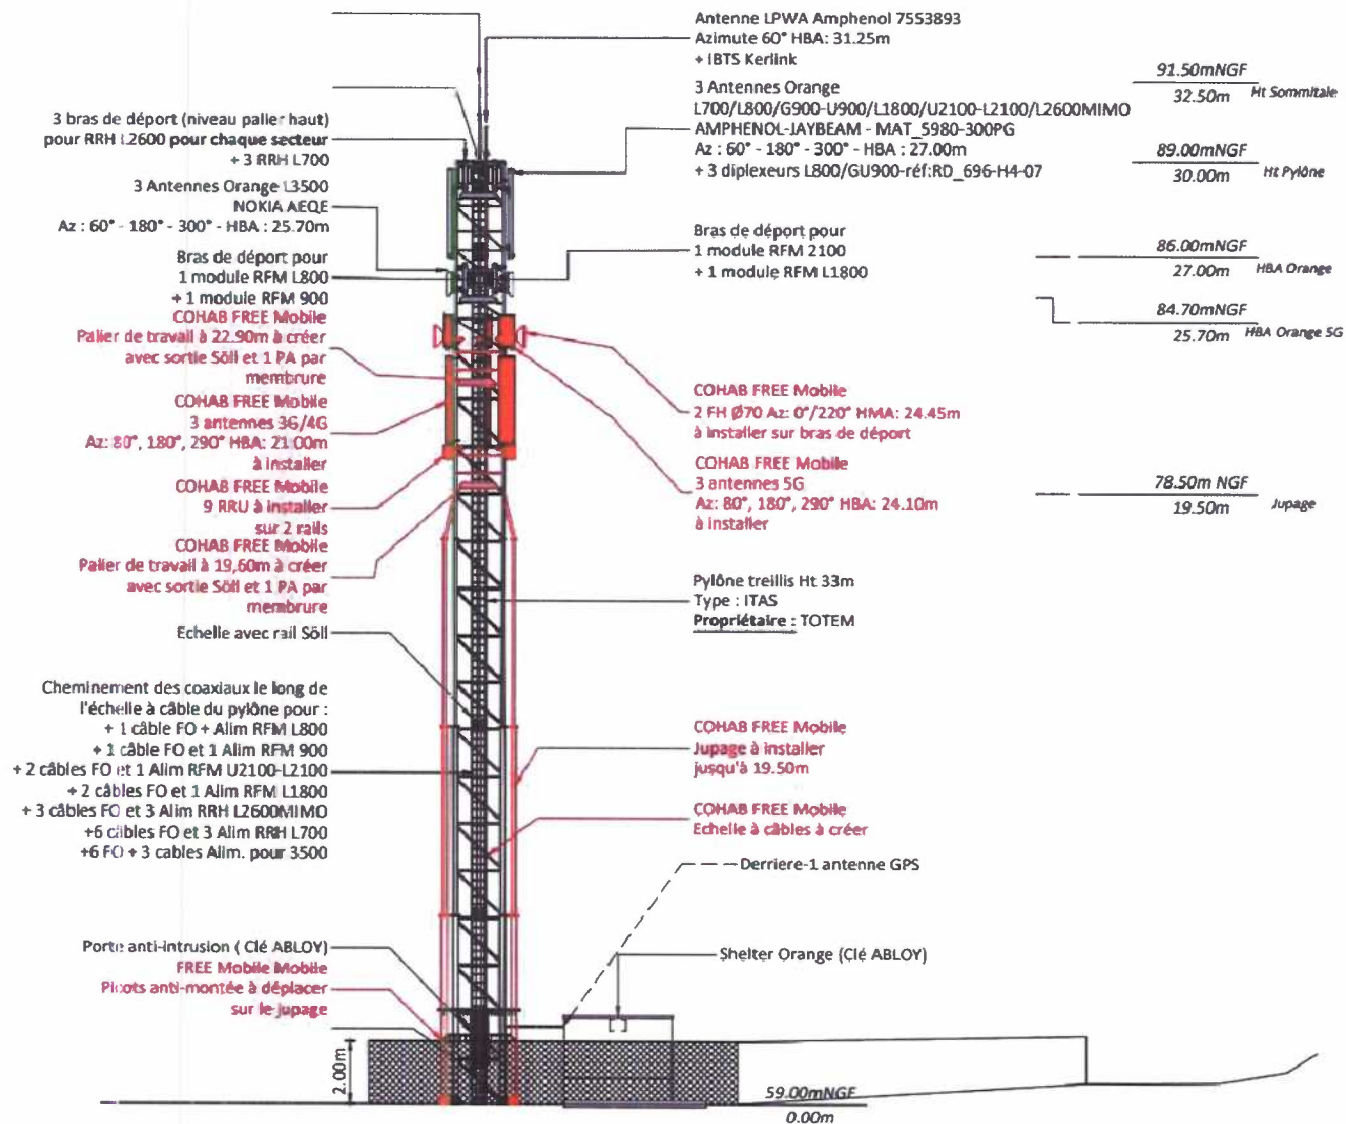 Antenne LPWA Amphenol 7553893
Azimute 60° HBA: 31.25m
+ IBTS Kerlink
3 Antennes Orange
L700/L800/G900-U900/L1800/U2100-L2100/L2600MIMO
AMPHENOL-JAYBEAM - MAT_5980-300PG
Az : 60° - 180° - 300° - HBA : 27.00m
+ 3 diplexeurs L800/GU900-réf:RD_696-H4-07
91.50mNGF
32.50m
Ht Sommitale
89.00mNGF
30.00m
Ht Pylône
3 bras de déport (niveau palier haut)
pour RRH L2600 pour chaque secteur
+ 3 RRH L700
3 Antennes Orange L3500
NOKIA AEQE
Az : 60° - 180° - 300° - HBA : 25.70m
Bras de déport pour
1 module RFM L800
+ 1 module RFM 900
Bras de déport pour
1 module RFM 2100
+ 1 module RFM L1800
86.00mNGF
27.00m
HBA Orange
84.70mNGF
25.70m
HBA Orange 5G
COHAB FREE Mobile
Palier de travail à 22.90m à créer
avec sortie Söll et 1 PA par
membrure
COHAB FREE Mobile
3 antennes 3G/4G
Az: 80°, 180°, 290° HBA: 21.00m
à installer
COHAB FREE Mobile
9 RRU à installer
sur 2 rails
COHAB FREE Mobile
Palier de travail à 19,60m à créer
avec sortie Söll et 1 PA par
membrure
COHAB FREE Mobile
2 FH Ø70 Az: 0°/220° HMA: 24.45m
à installer sur bras de déport
COHAB FREE Mobile
3 antennes 5G
Az: 80°, 180°, 290° HBA: 24.10m
à installer
78.50m NGF
19.50m
Jupage
Pylône treillis Ht 33m
Type : ITAS
Propriétaire : TOTEM
Echelle avec rail Söll
Cheminement des coaxiaux le long de
l'échelle à câble du pylône pour :
+ 1 câble FO + Alim RFM L800
+ 1 câble FO et 1 Alim RFM 900
+ 2 câbles FO et 1 Alim RFM U2100-L2100
+ 2 câbles FO et 1 Alim RFM L1800
+ 3 câbles FO et 3 Alim RRH L2600MIMO
+6 câbles FO et 3 Alim RRH L700
+6 FO + 3 cables Alim. pour 3500
COHAB FREE Mobile
Jupage à installer
jusqu'à 19.50m
COHAB FREE Mobile
Echelle à câbles à créer
Derriere-1 antenne GPS
Porte anti-intrusion ( Clé ABLOY)
FREE Mobile Mobile
Picots anti-montée à déplacer
sur le jupage
Shelter Orange (Clé ABLOY)
2.00m
59.00mNGF
0.00m